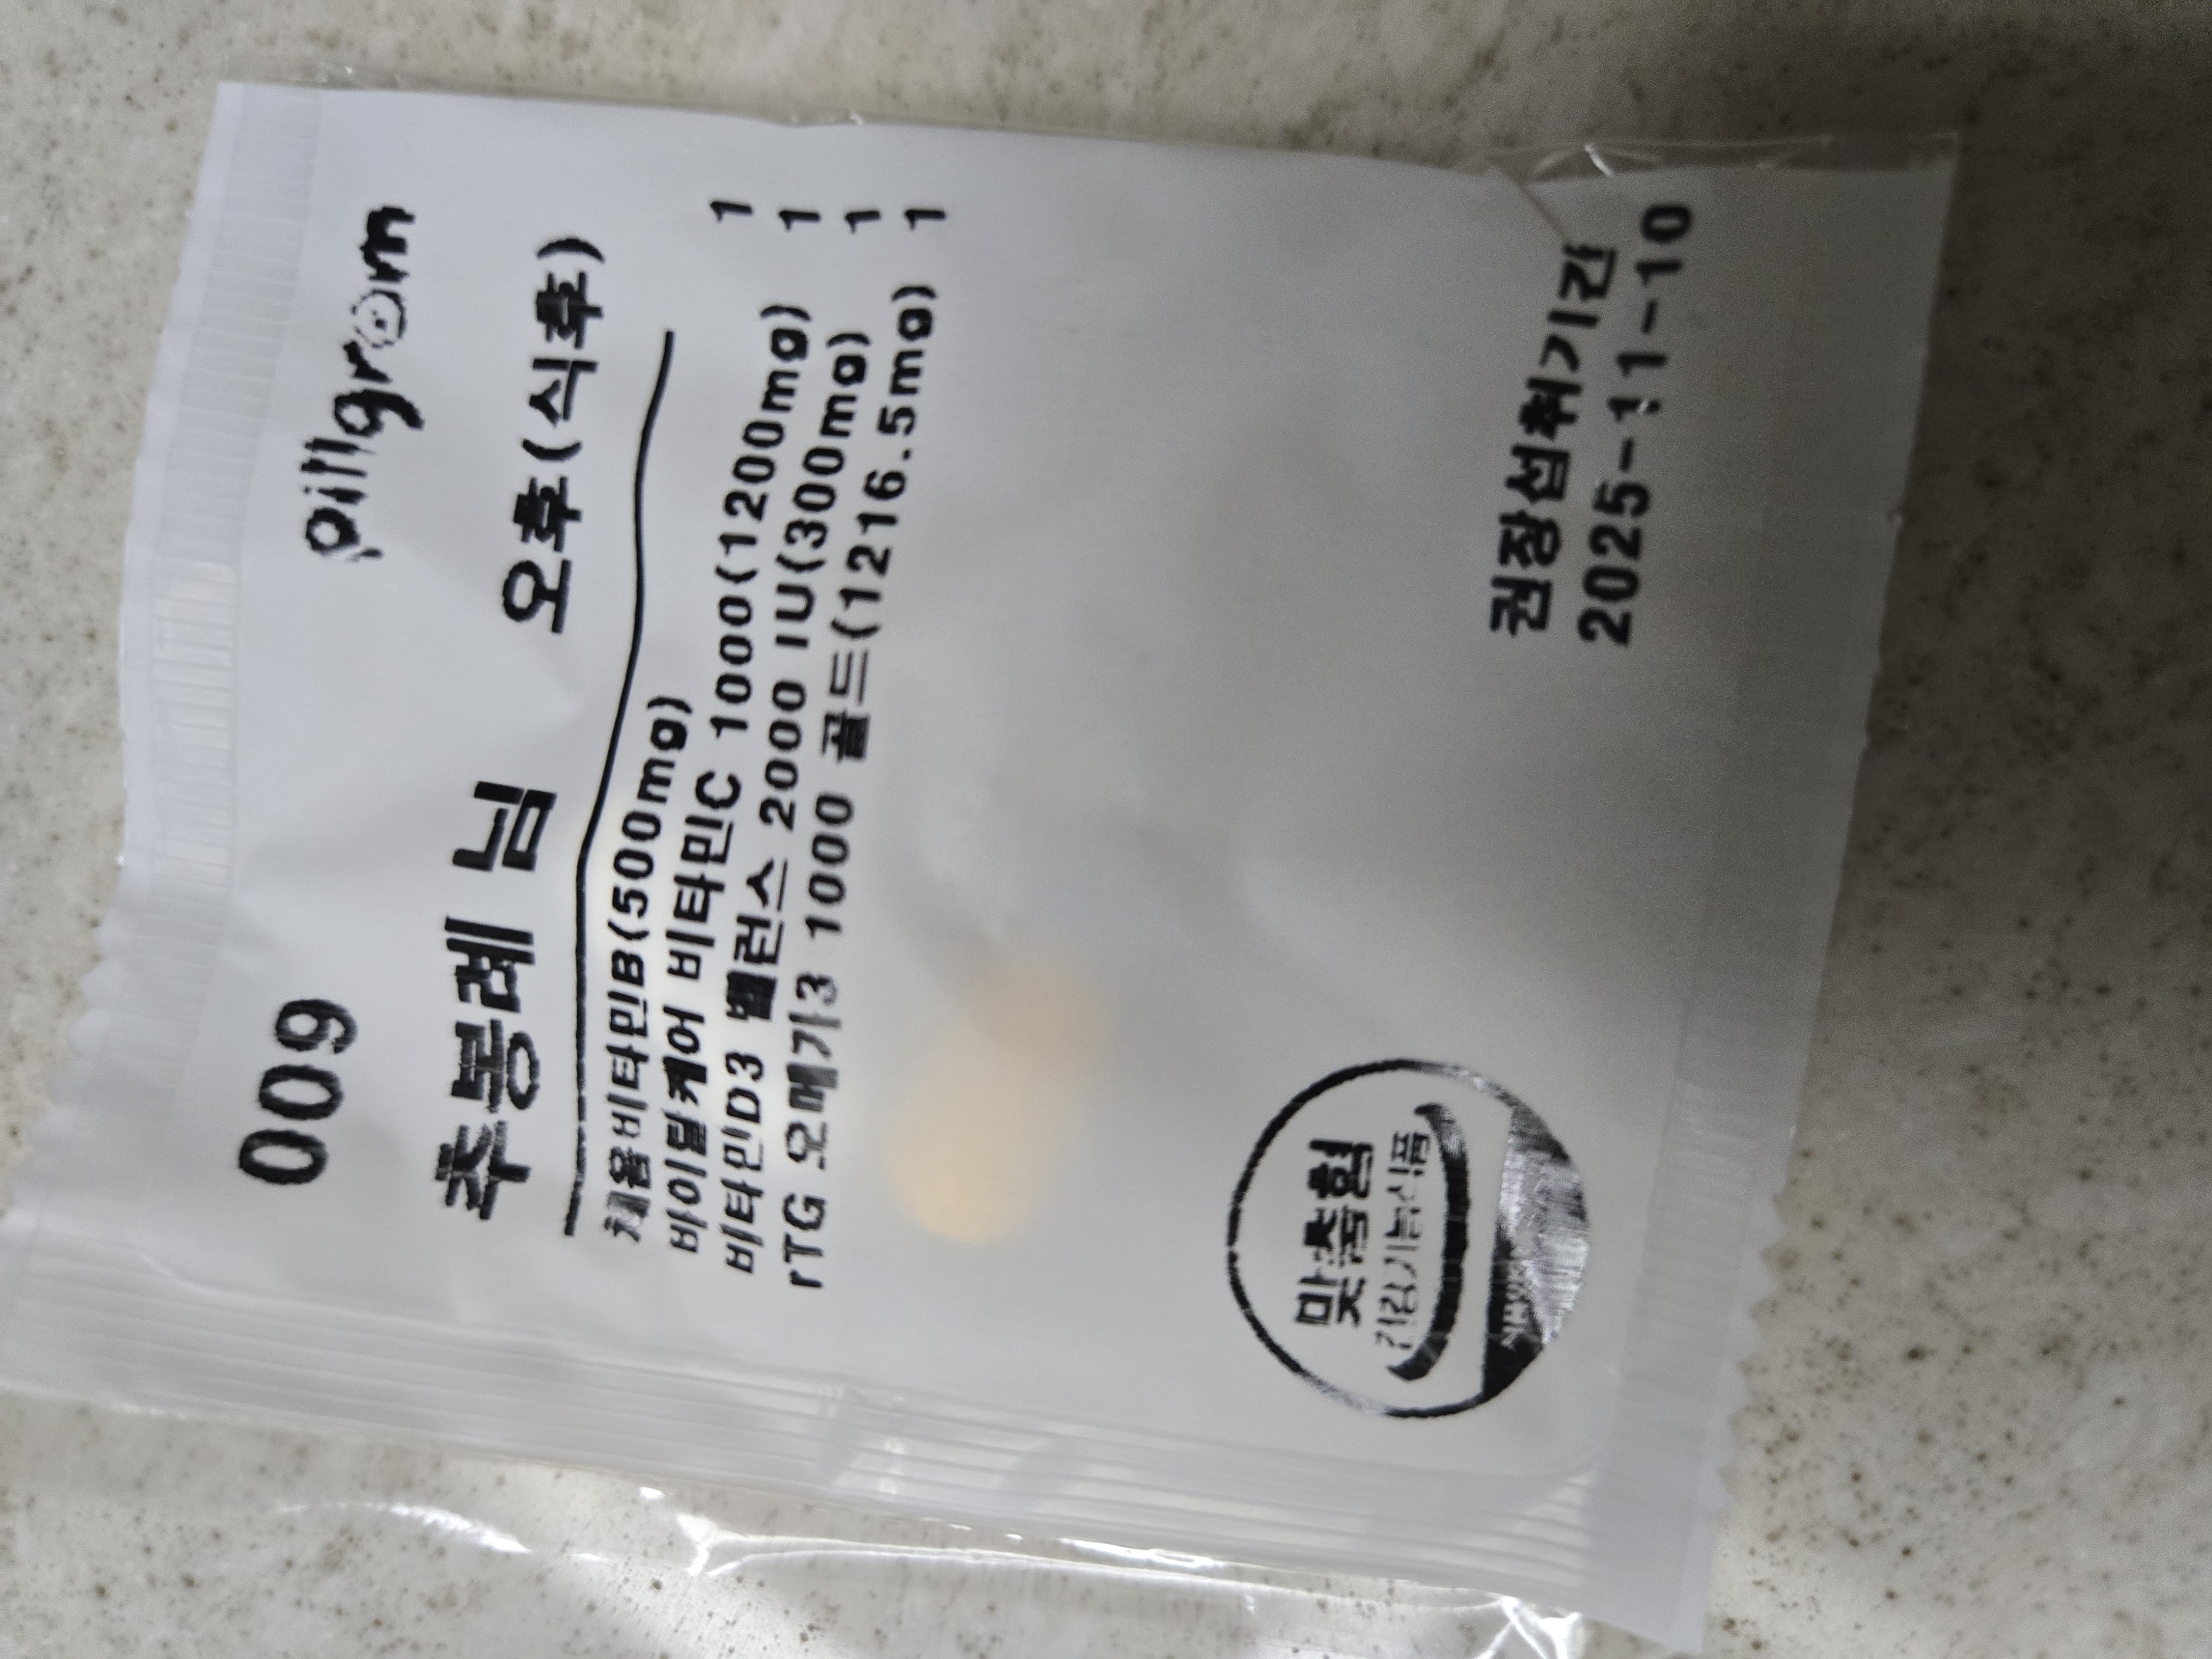 009
pillgrom
추봉례 님 오후(식후)
채움비타민B(500mg) 1
바이탈케어 비타민C 1000(1200mg) 1
비타민D3 밸런스 2000 IU(300mg) 1
rTG 오메가3 1000 골드(1216.5mg) 1
맞춤형
건강기능식품
권장섭취기간
2025-11-10